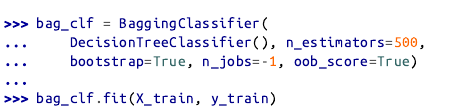 >>> bag_clf = BaggingClassifier(
...     DecisionTreeClassifier(), n_estimators=500,
...     bootstrap=True, n_jobs=-1, oob_score=True)
...
>>> bag_clf.fit(X_train, y_train)